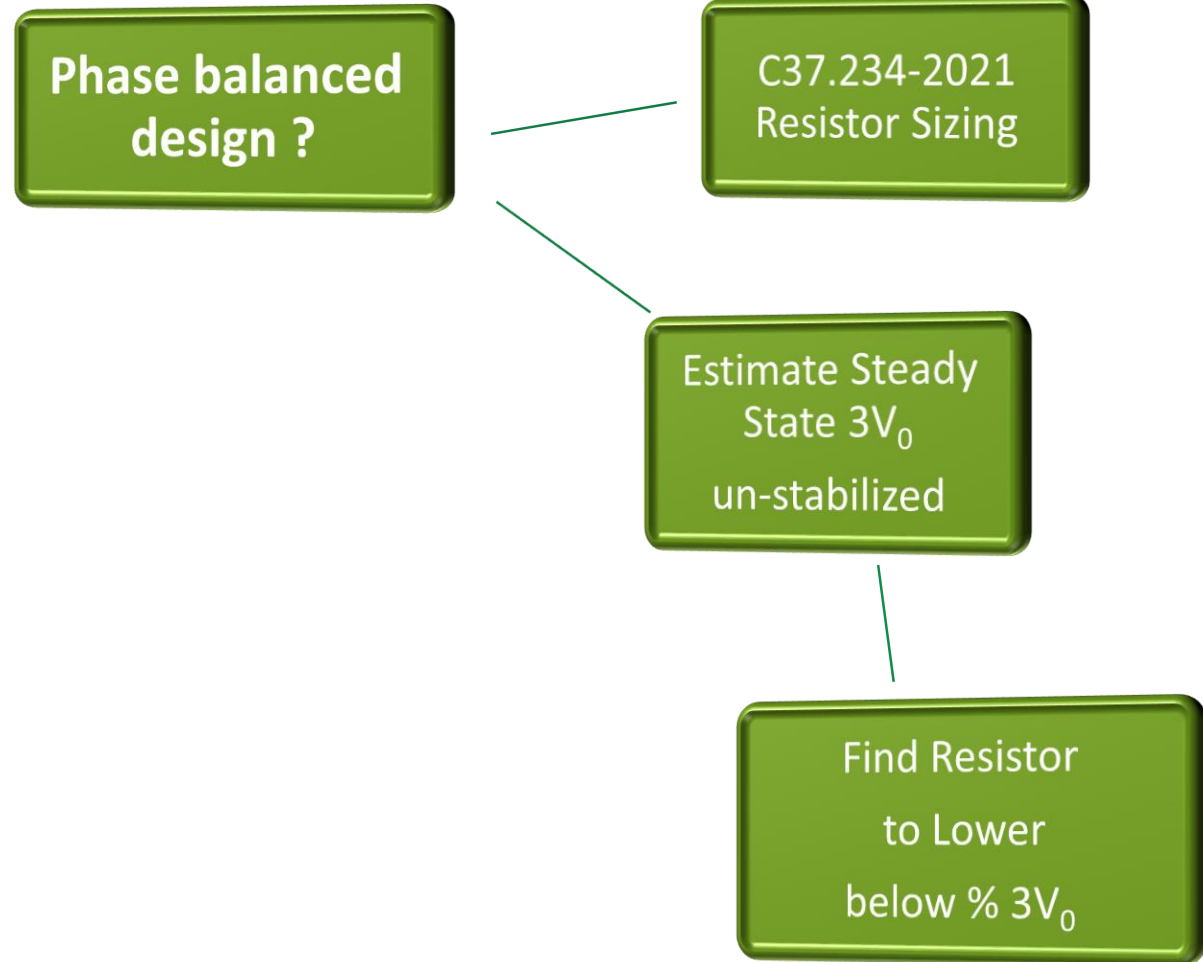 Phase balanced
design ?
C37.234-2021
Resistor Sizing
Estimate Steady
State 3V₀
un-stabilized
Find Resistor
to Lower
below % 3V₀